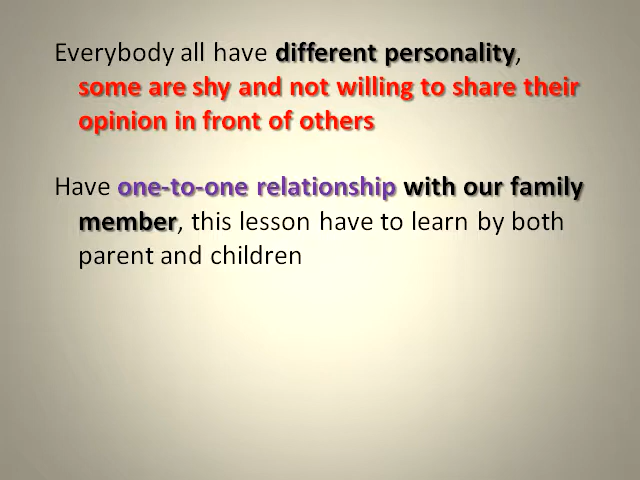 Everybody all have different personality,
some are shy and not willing to share their
opinion in front of others
Have one-to-one relationship with our family
member, this lesson have to learn by both
parent and children